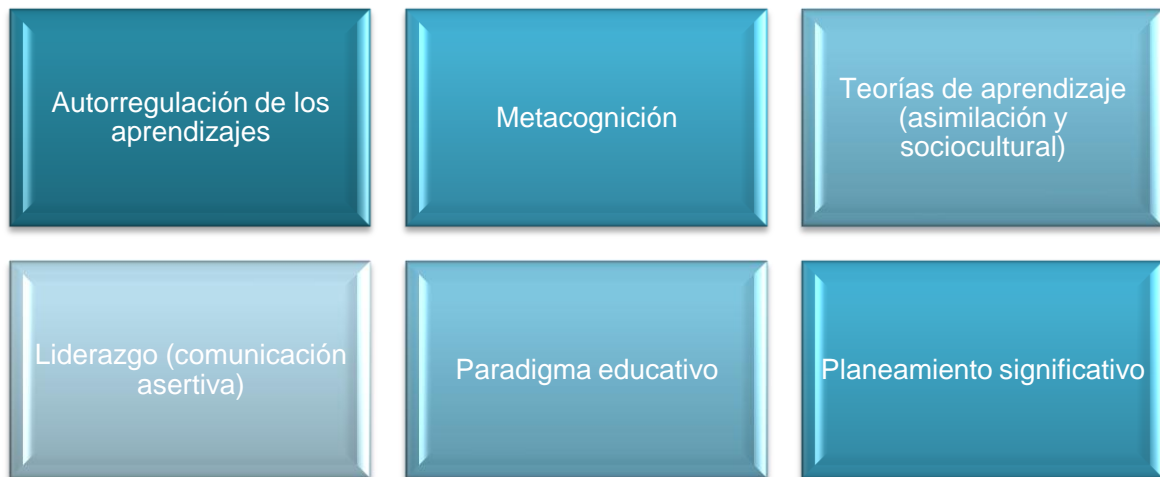 Autorregulación de los
aprendizajes
Metacognición
Teorías de aprendizaje
(asimilación y
sociocultural)
Liderazgo (comunicación
asertiva)
Paradigma educativo
Planeamiento significativo